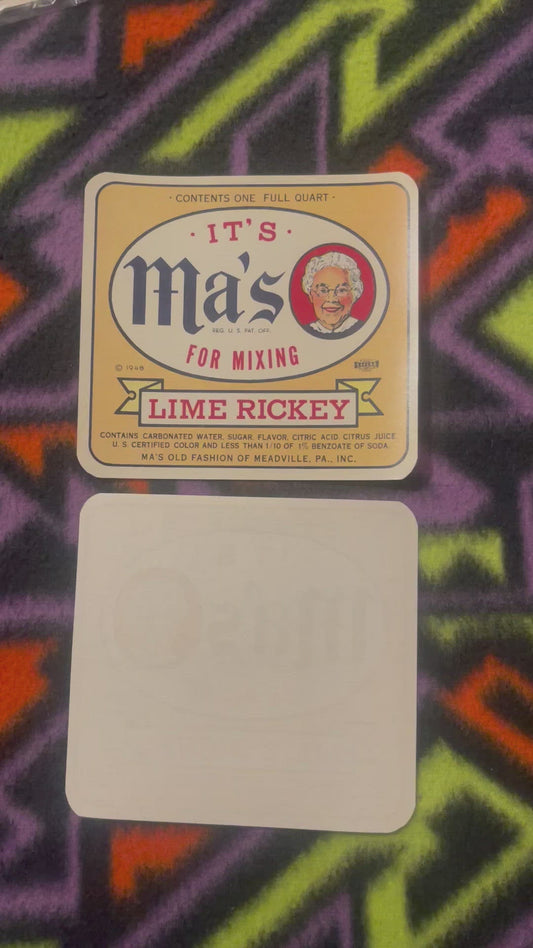 · CONTENTS ONE FULL QUART ·
· IT'S ·
Ma's
REG. U. S. PAT. OFF.
FOR MIXING
© 1948
LIME RICKEY
CONTAINS CARBONATED WATER, SUGAR, FLAVOR, CITRIC ACID, CITRUS JUICE
U. S. CERTIFIED COLOR AND LESS THAN 1/10 OF 1% BENZOATE OF SODA.
MA'S OLD FASHION OF MEADVILLE, PA., INC.
Ma's